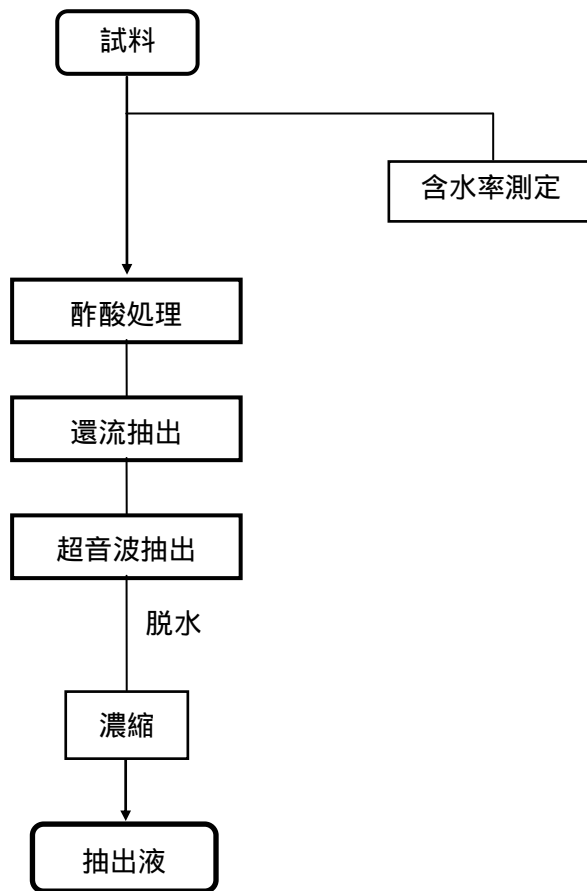 試料
含水率測定
酢酸処理
還流抽出
超音波抽出
脱水
濃縮
抽出液